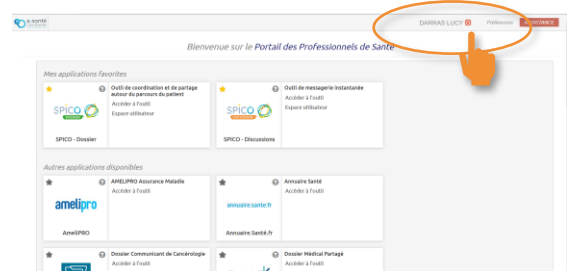 e-santé
DARRAS LUCY
Préférences
ASSISTANCE
Bienvenue sur le Portail des Professionnels de Santé
Mes applications favorites
Outil de coordination et de partage
autour du parcours du patient
Accéder à l'outil
Espace utilisateur
SPICO
SPICO - Dossier
Outil de messagerie instantanée
Accéder à l'outil
Espace utilisateur
SPICO
SPICO - Discussions
Autres applications disponibles
AMELIPRO Assurance Maladie
Accéder à l'outil
amelipro
AmeliPRO
Annuaire Santé
Accéder à l'outil
annuaire.sante.fr
Annuaire.Santé.fr
Dossier Communicant de Cancérologie
Accéder à l'outil
Dossier Médical Partagé
Accéder à l'outil